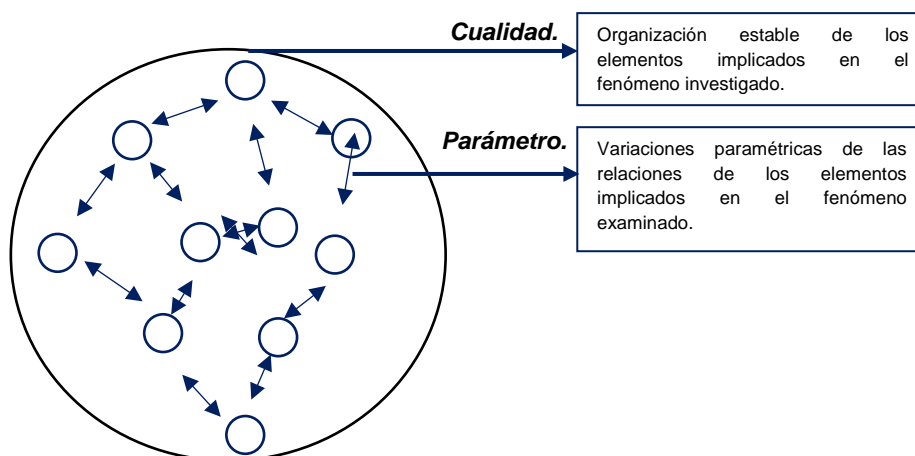 Cualidad.
Organización estable de los
elementos implicados en el
fenómeno investigado.
Parámetro.
Variaciones paramétricas de las
relaciones de los elementos
implicados en el fenómeno
examinado.